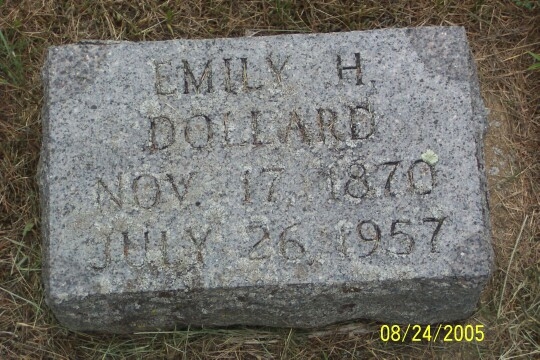 EMILY H.
DOLLARD
NOV. 17, 1870
JULY 26, 1957
08/24/2005